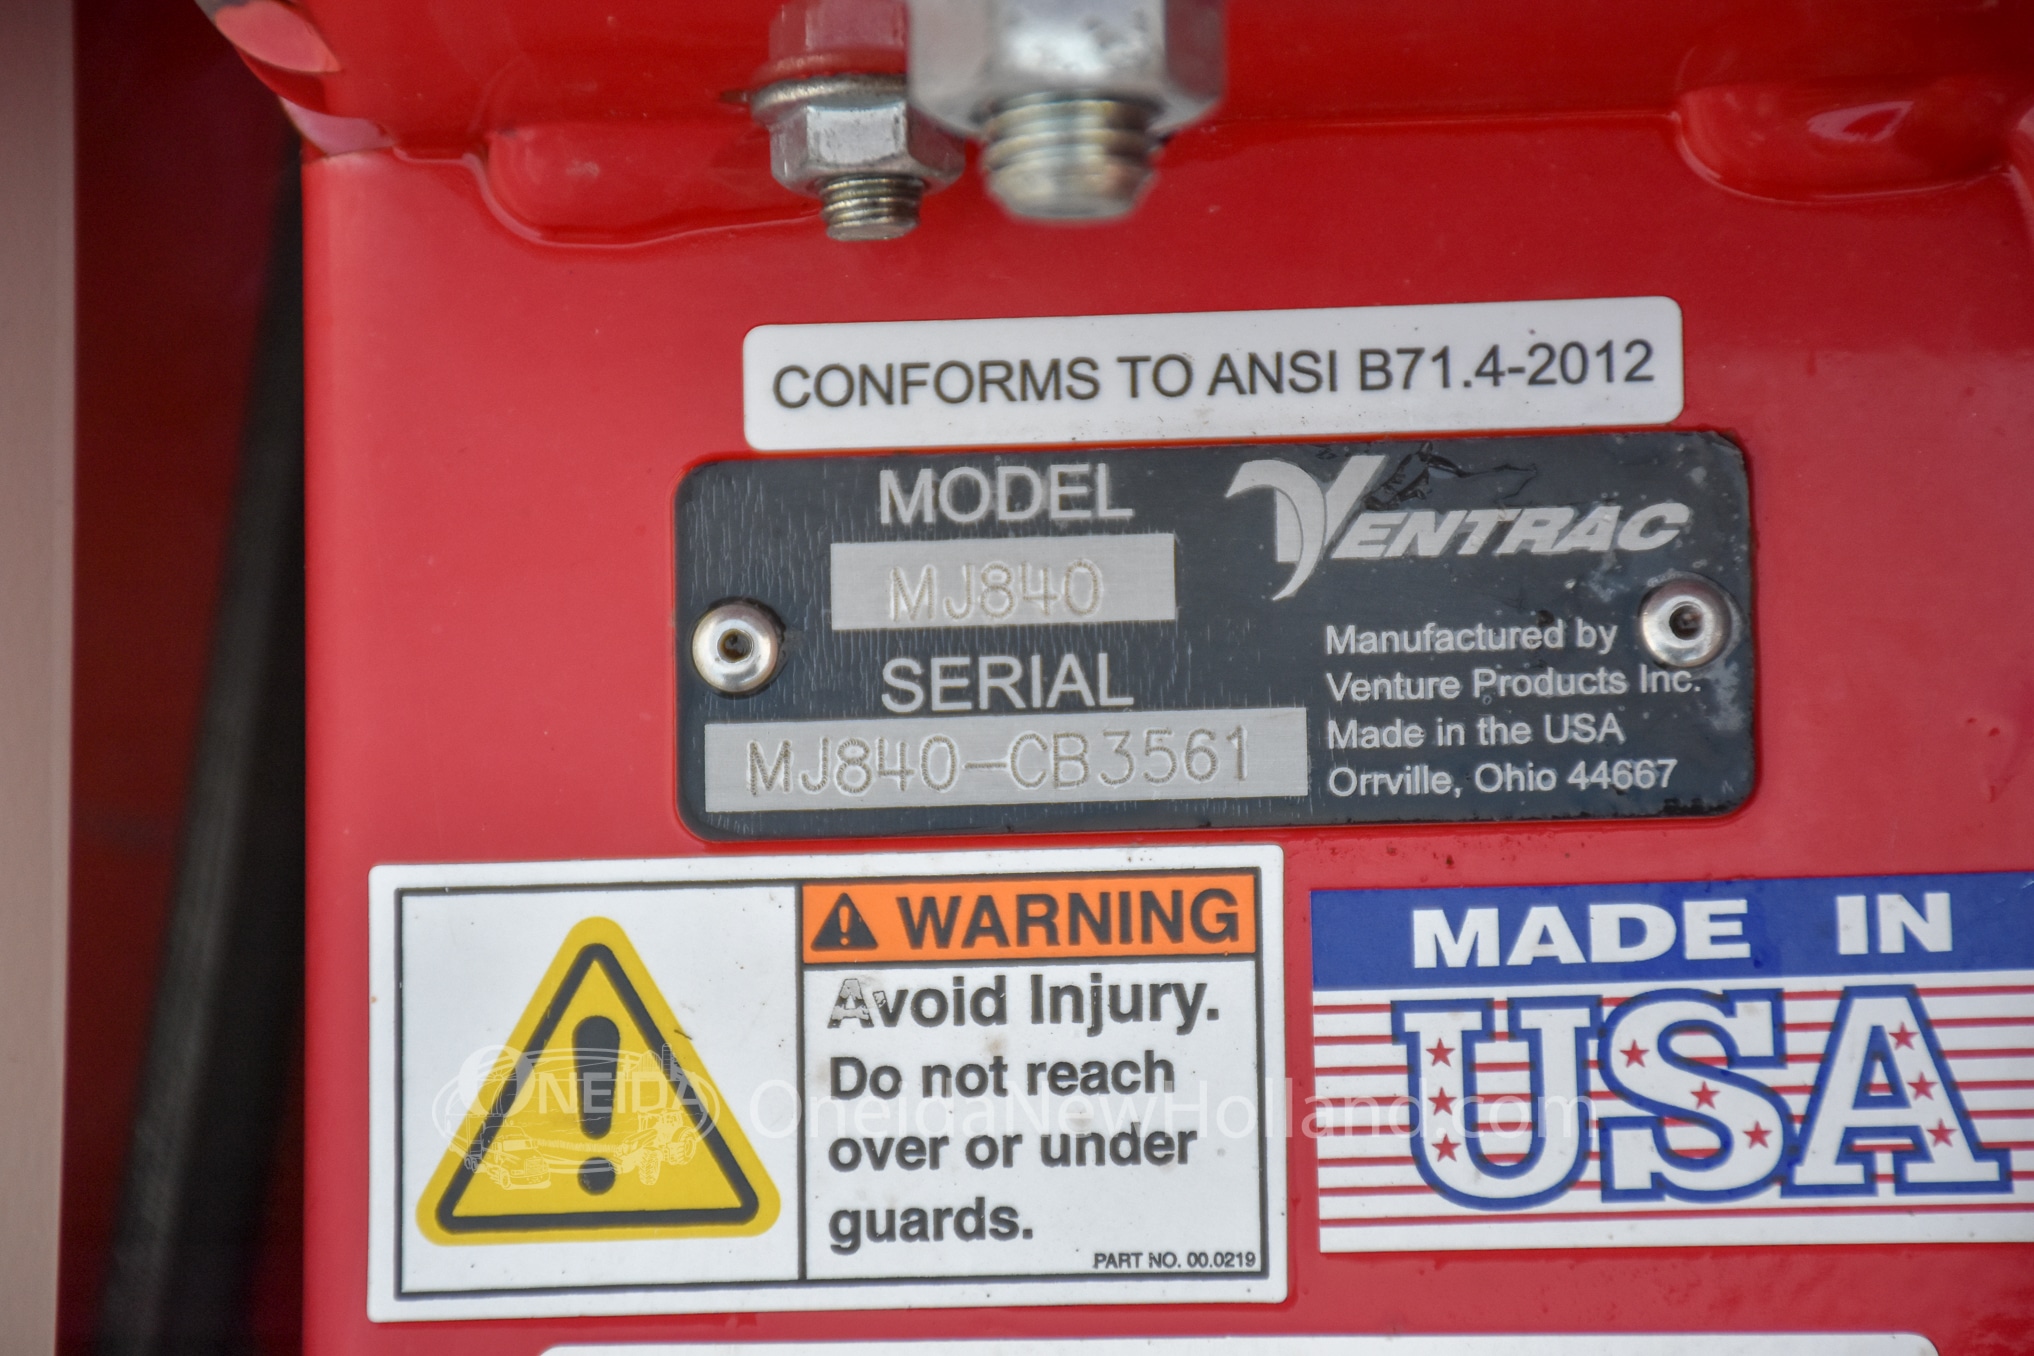 CONFORMS TO ANSI B71.4-2012
MODEL
MJ840
SERIAL
MJ840-CB3561
VENTRAC
Manufactured by
Venture Products Inc.
Made in the USA
Orrville, Ohio 44667
WARNING
Avoid Injury.
Do not reach
over or under
guards.
PART NO. 00.0219
MADE IN
USA
ONEIDA
OneidaNewHolland.com